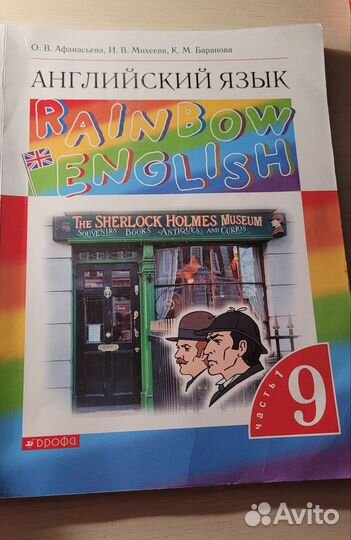 О. В. Афанасьева, И. В. Михеева, К. М. Баранова
АНГЛИЙСКИЙ ЯЗЫК
RAINBOW
ENGLISH
THE SHERLOCK HOLMES MUSEUM
SOUVENIRS BOOKS ANTIQUES AND CURIOS
часть 1
9
ДРОФА
Avito